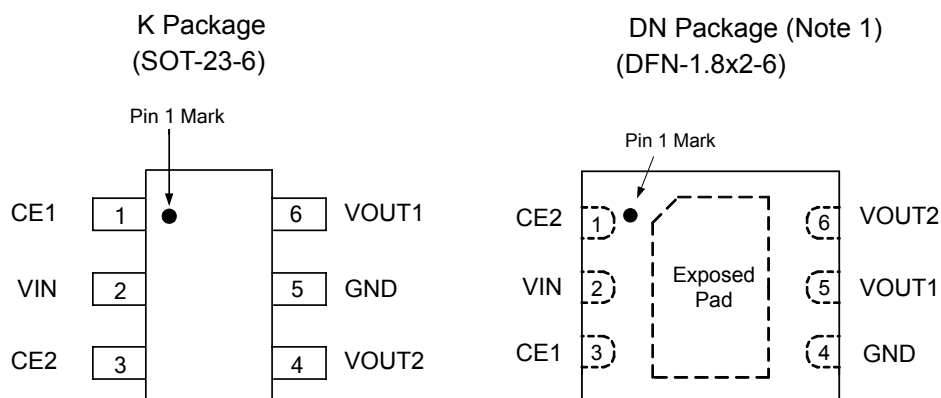 K Package
(SOT-23-6)
Pin 1 Mark
CE1 1 6 VOUT1
VIN 2 5 GND
CE2 3 4 VOUT2
DN Package (Note 1)
(DFN-1.8x2-6)
Pin 1 Mark
CE2 1 6 VOUT2
VIN 2 Exposed Pad 5 VOUT1
CE1 3 4 GND